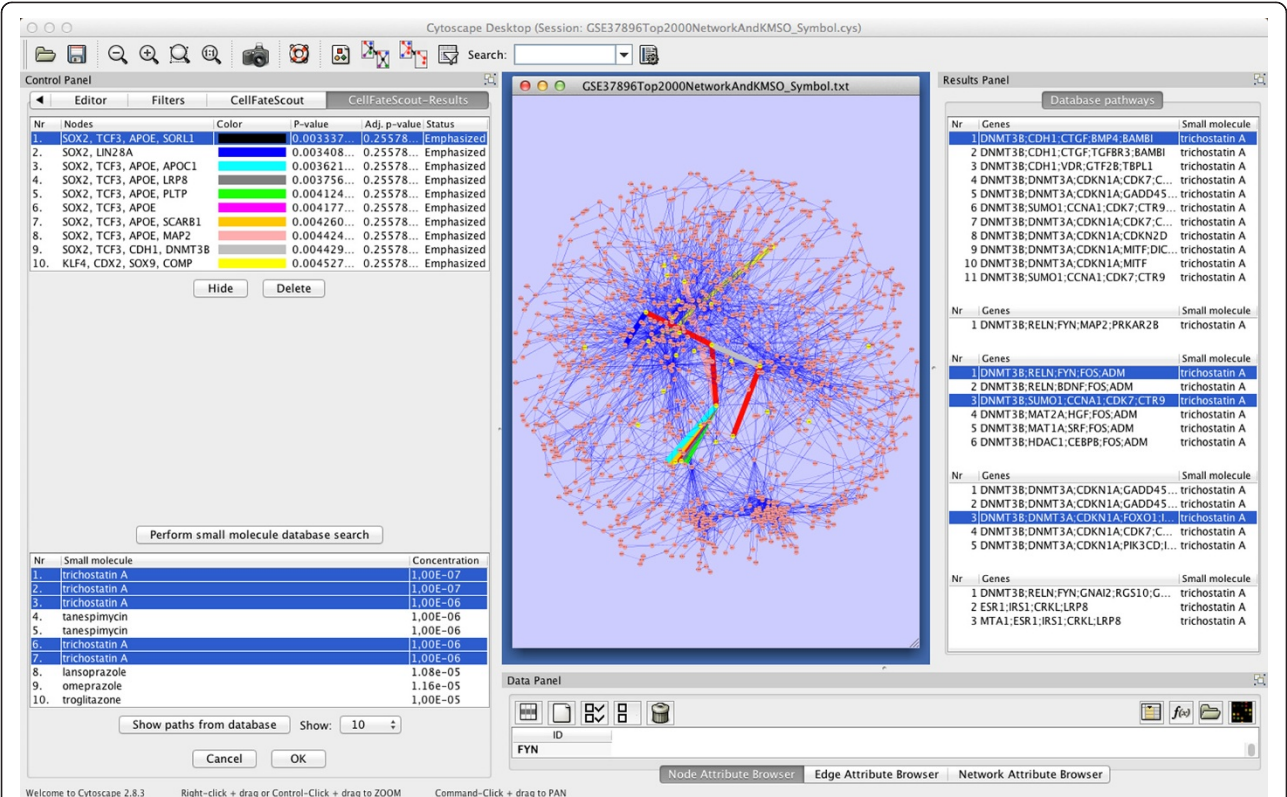 Cytoscape Desktop (Session: GSE37896Top2000NetworkAndKMSO_Symbol.cys)
Search:
Control Panel
Editor Filters CellFateScout CellFateScout-Results
Nr Nodes Color P-value Adj. p-value Status
1. SOX2, TCF3, APOE, SORL1 0.003337... 0.25578... Emphasized
2. SOX2, LIN28A 0.003408... 0.25578... Emphasized
3. SOX2, TCF3, APOE, APOC1 0.003621... 0.25578... Emphasized
4. SOX2, TCF3, APOE, LRP8 0.003756... 0.25578... Emphasized
5. SOX2, TCF3, APOE, PLTP 0.004124... 0.25578... Emphasized
6. SOX2, TCF3, APOE 0.004177... 0.25578... Emphasized
7. SOX2, TCF3, APOE, SCARB1 0.004260... 0.25578... Emphasized
8. SOX2, TCF3, APOE, MAP2 0.004424... 0.25578... Emphasized
9. SOX2, TCF3, CDH1, DNMT3B 0.004429... 0.25578... Emphasized
10. KLF4, CDX2, SOX9, COMP 0.004527... 0.25578... Emphasized
Hide Delete
Perform small molecule database search
Nr Small molecule Concentration
1. trichostatin A 1,00E-07
2. trichostatin A 1,00E-07
3. trichostatin A 1,00E-06
4. tanespimycin 1,00E-06
5. tanespimycin 1,00E-06
6. trichostatin A 1,00E-06
7. trichostatin A 1,00E-06
8. lansoprazole 1.08e-05
9. omeprazole 1.16e-05
10. troglitazone 1,00E-05
Show paths from database Show: 10
Cancel OK
GSE37896Top2000NetworkAndKMSO_Symbol.txt
Results Panel
Database pathways
Nr Genes Small molecule
1 DNMT3B;CDH1;CTGF;BMP4;BAMBI trichostatin A
2 DNMT3B;CDH1;CTGF;TGFBR3;BAMBI trichostatin A
3 DNMT3B;CDH1;VDR;GTF2B;TBPL1 trichostatin A
4 DNMT3B;DNMT3A;CDKN1A;CDK7;C... trichostatin A
5 DNMT3B;DNMT3A;CDKN1A;GADD45... trichostatin A
6 DNMT3B;SUMO1;CCNA1;CDK7;CTR9... trichostatin A
7 DNMT3B;DNMT3A;CDKN1A;CDK7;C... trichostatin A
8 DNMT3B;DNMT3A;CDKN1A;CDKN2D trichostatin A
9 DNMT3B;DNMT3A;CDKN1A;MITF;DIC... trichostatin A
10 DNMT3B;DNMT3A;CDKN1A;MITF trichostatin A
11 DNMT3B;SUMO1;CCNA1;CDK7;CTR9 trichostatin A
Nr Genes Small molecule
1 DNMT3B;RELN;FYN;MAP2;PRKAR2B trichostatin A
Nr Genes Small molecule
1 DNMT3B;RELN;FYN;FOS;ADM trichostatin A
2 DNMT3B;RELN;BDNF;FOS;ADM trichostatin A
3 DNMT3B;SUMO1;CCNA1;CDK7;CTR9 trichostatin A
4 DNMT3B;MAT2A;HGF;FOS;ADM trichostatin A
5 DNMT3B;MAT1A;SRF;FOS;ADM trichostatin A
6 DNMT3B;HDAC1;CEBPB;FOS;ADM trichostatin A
Nr Genes Small molecule
1 DNMT3B;DNMT3A;CDKN1A;GADD45... trichostatin A
2 DNMT3B;DNMT3A;CDKN1A;GADD45... trichostatin A
3 DNMT3B;DNMT3A;CDKN1A;FOXO1;I... trichostatin A
4 DNMT3B;DNMT3A;CDKN1A;CDK7;C... trichostatin A
5 DNMT3B;DNMT3A;CDKN1A;PIK3CD;I... trichostatin A
Nr Genes Small molecule
1 DNMT3B;RELN;FYN;GNAI2;RGS10;G... trichostatin A
2 ESR1;IRS1;CRKL;LRP8 trichostatin A
3 MTA1;ESR1;IRS1;CRKL;LRP8 trichostatin A
Data Panel
f(x)
ID
FYN
Node Attribute Browser Edge Attribute Browser Network Attribute Browser
Welcome to Cytoscape 2.8.3 Right-click + drag or Control-Click + drag to ZOOM Command-Click + drag to PAN